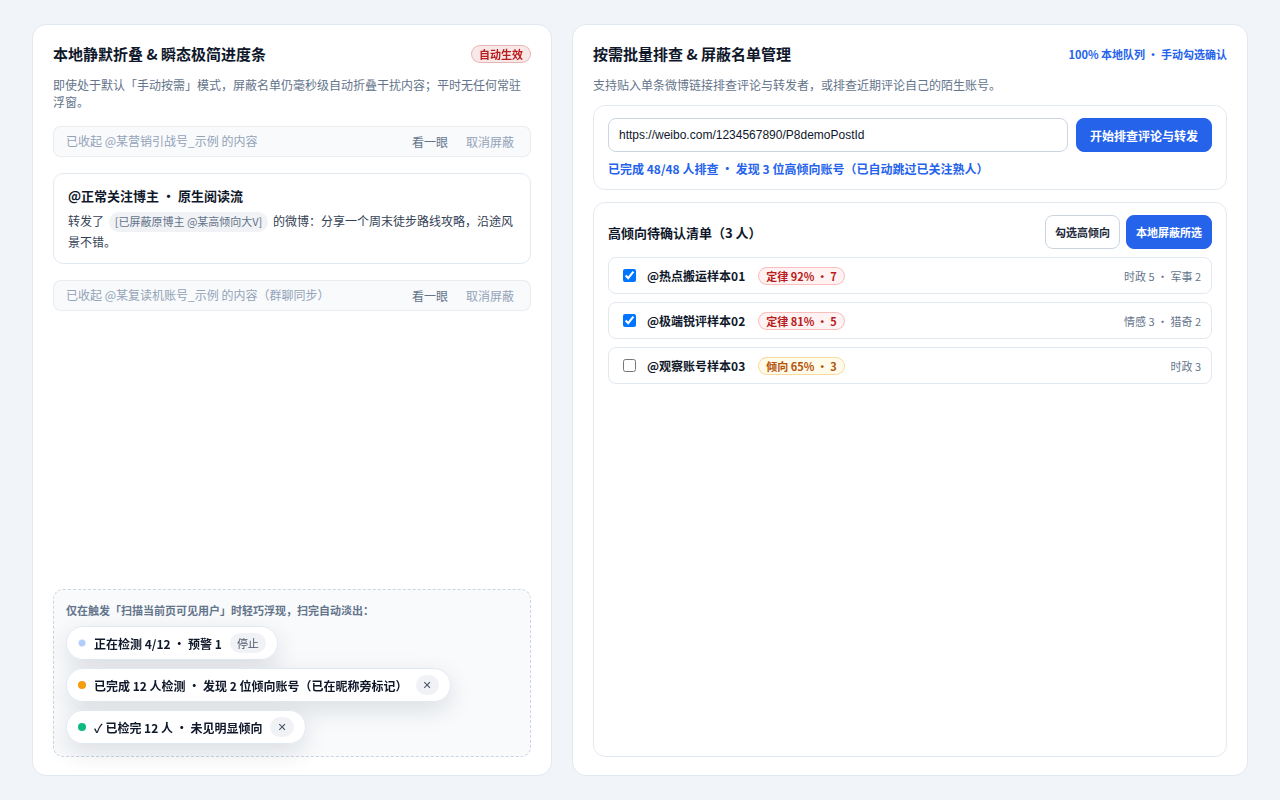 本地静默折叠 & 瞬态极简进度条
自动生效
即使处于默认「手动按需」模式，屏蔽名单仍毫秒级自动折叠干扰内容；平时无任何常驻
浮窗。
已收起 @某营销引战号_示例 的内容
看一眼
取消屏蔽
@正常关注博主 · 原生阅读流
转发了 [已屏蔽原博主 @某高倾向大V] 的微博：分享一个周末徒步路线攻略，沿途风
景不错。
已收起 @某复读机账号_示例 的内容（群聊同步）
看一眼
取消屏蔽
仅在触发「扫描当前页可见用户」时轻巧浮现，扫完自动淡出：
正在检测 4/12 · 预警 1
停止
已完成 12 人检测 · 发现 2 位倾向账号（已在昵称旁标记）
✕
✓ 已检完 12 人 · 未见明显倾向
✕
按需批量排查 & 屏蔽名单管理
100% 本地队列 · 手动勾选确认
支持贴入单条微博链接排查评论与转发者，或排查近期评论自己的陌生账号。
https://weibo.com/1234567890/P8demoPostId
开始排查评论与转发
已完成 48/48 人排查 · 发现 3 位高倾向账号（已自动跳过已关注熟人）
高倾向待确认清单（3 人）
勾选高倾向
本地屏蔽所选
@热点搬运样本01
定律 92% · 7
时政 5 · 军事 2
@极端锐评样本02
定律 81% · 5
情感 3 · 猎奇 2
@观察账号样本03
倾向 65% · 3
时政 3